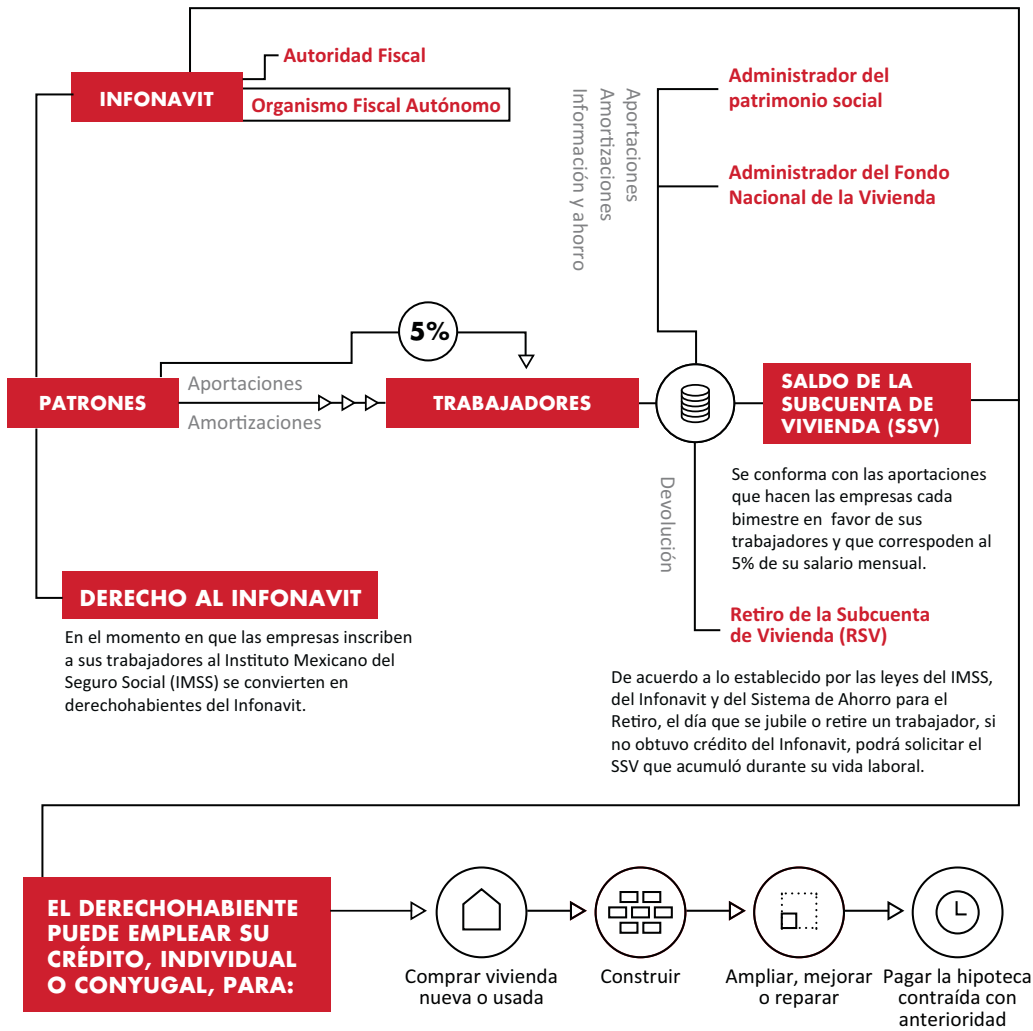 INFONAVIT
Autoridad Fiscal
Organismo Fiscal Autónomo
Aportaciones
Amortizaciones
Información y ahorro
Administrador del
patrimonio social
Administrador del Fondo
Nacional de la Vivienda
5%
PATRONES
Aportaciones
Amortizaciones
TRABAJADORES
SALDO DE LA
SUBCUENTA DE
VIVIENDA (SSV)
Se conforma con las aportaciones
que hacen las empresas cada
bimestre en favor de sus
trabajadores y que correspoden al
5% de su salario mensual.
Devolución
DERECHO AL INFONAVIT
En el momento en que las empresas inscriben
a sus trabajadores al Instituto Mexicano del
Seguro Social (IMSS) se convierten en
derechohabientes del Infonavit.
Retiro de la Subcuenta
de Vivienda (RSV)
De acuerdo a lo establecido por las leyes del IMSS,
del Infonavit y del Sistema de Ahorro para el
Retiro, el día que se jubile o retire un trabajador, si
no obtuvo crédito del Infonavit, podrá solicitar el
SSV que acumuló durante su vida laboral.
EL DERECHOHABIENTE
PUEDE EMPLEAR SU
CRÉDITO, INDIVIDUAL
O CONYUGAL, PARA:
Comprar vivienda
nueva o usada
Construir
Ampliar, mejorar
o reparar
Pagar la hipoteca
contraída con
anterioridad